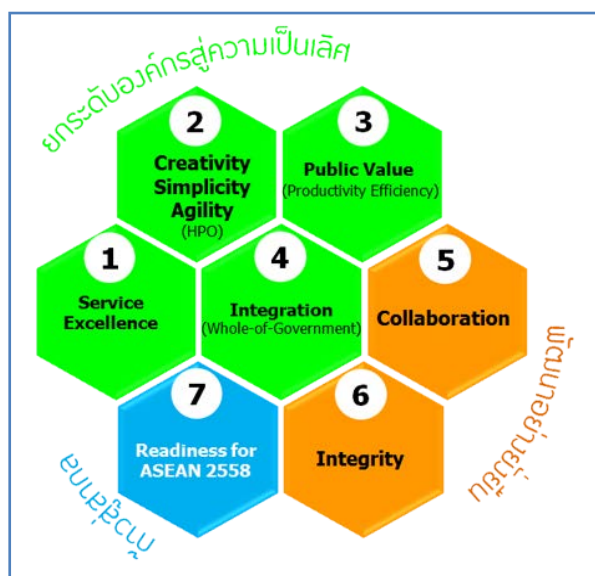 ยกระดับองค์กรสู่ความเป็นเลิศ
2
Creativity
Simplicity
Agility
(HPO)
3
Public Value
(Productivity Efficiency)
1
Service
Excellence
4
Integration
(Whole-of-Government)
5
Collaboration
7
Readiness for
ASEAN 2558
6
Integrity
พัฒนาอย่างยั่งยืน
ก้าวสู่สากล